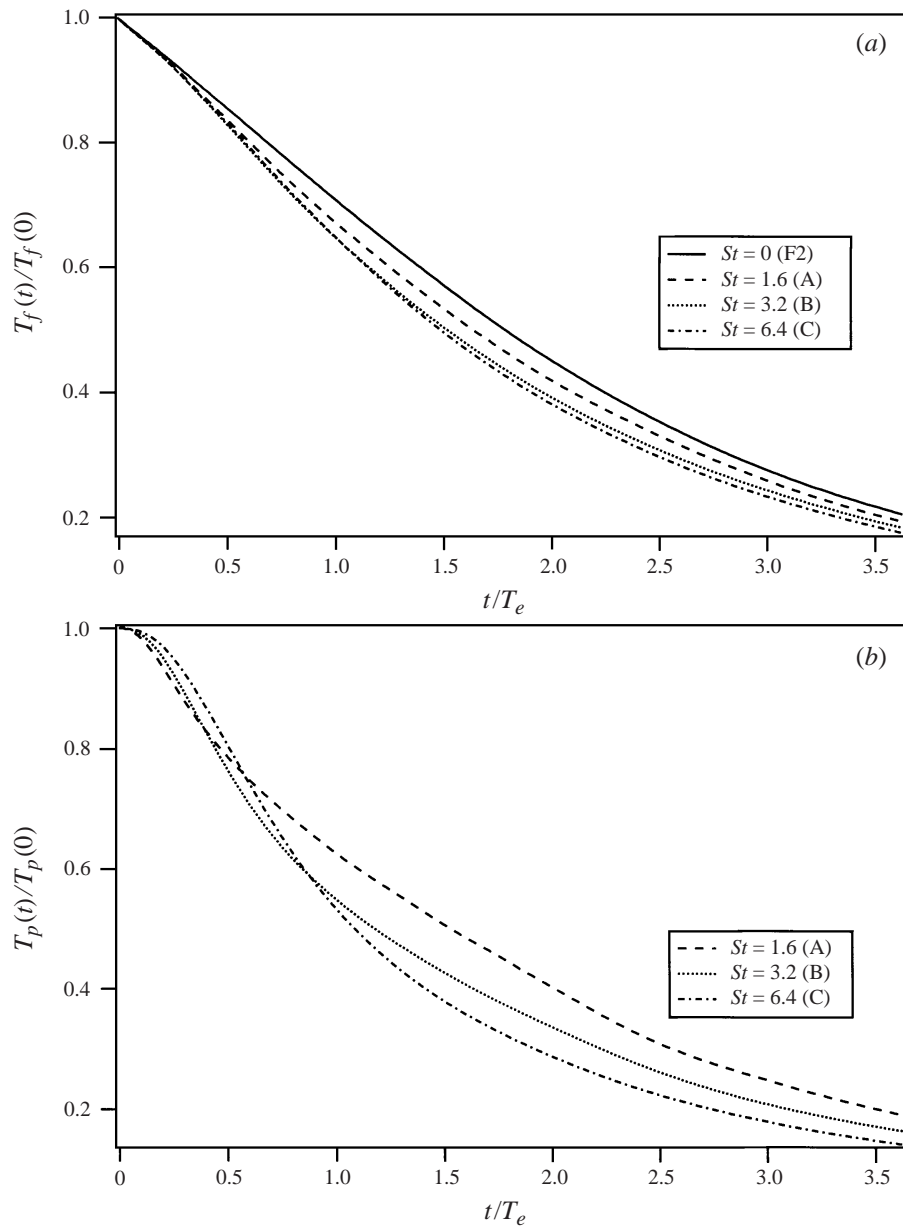 (a)
1.0
0.8
0.6
0.4
0.2
T_f(t)/T_f(0)
St = 0 (F2)
St = 1.6 (A)
St = 3.2 (B)
St = 6.4 (C)
0 0.5 1.0 1.5 2.0 2.5 3.0 3.5
t/T_e
(b)
1.0
0.8
0.6
0.4
0.2
T_p(t)/T_p(0)
St = 1.6 (A)
St = 3.2 (B)
St = 6.4 (C)
0 0.5 1.0 1.5 2.0 2.5 3.0 3.5
t/T_e